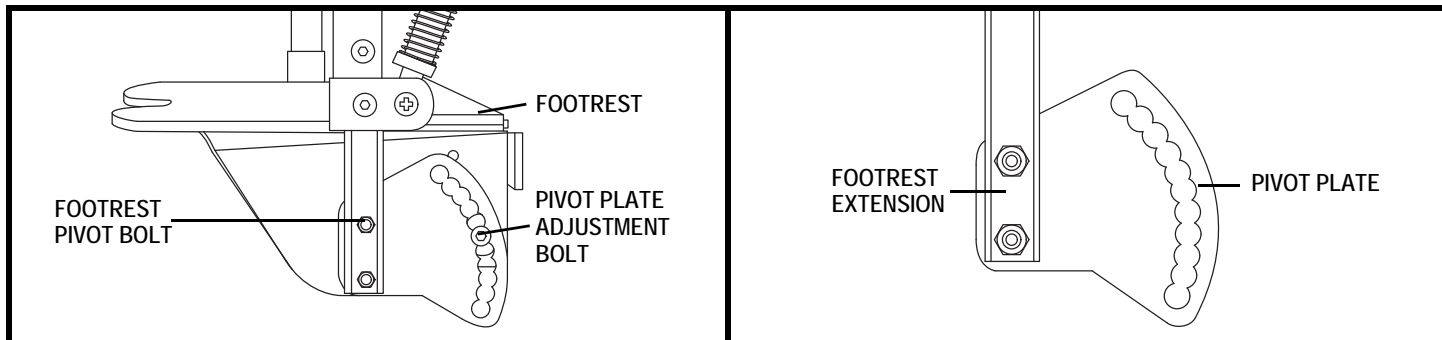 FOOTREST
FOOTREST
PIVOT BOLT
PIVOT PLATE
ADJUSTMENT
BOLT
FOOTREST
EXTENSION
PIVOT PLATE